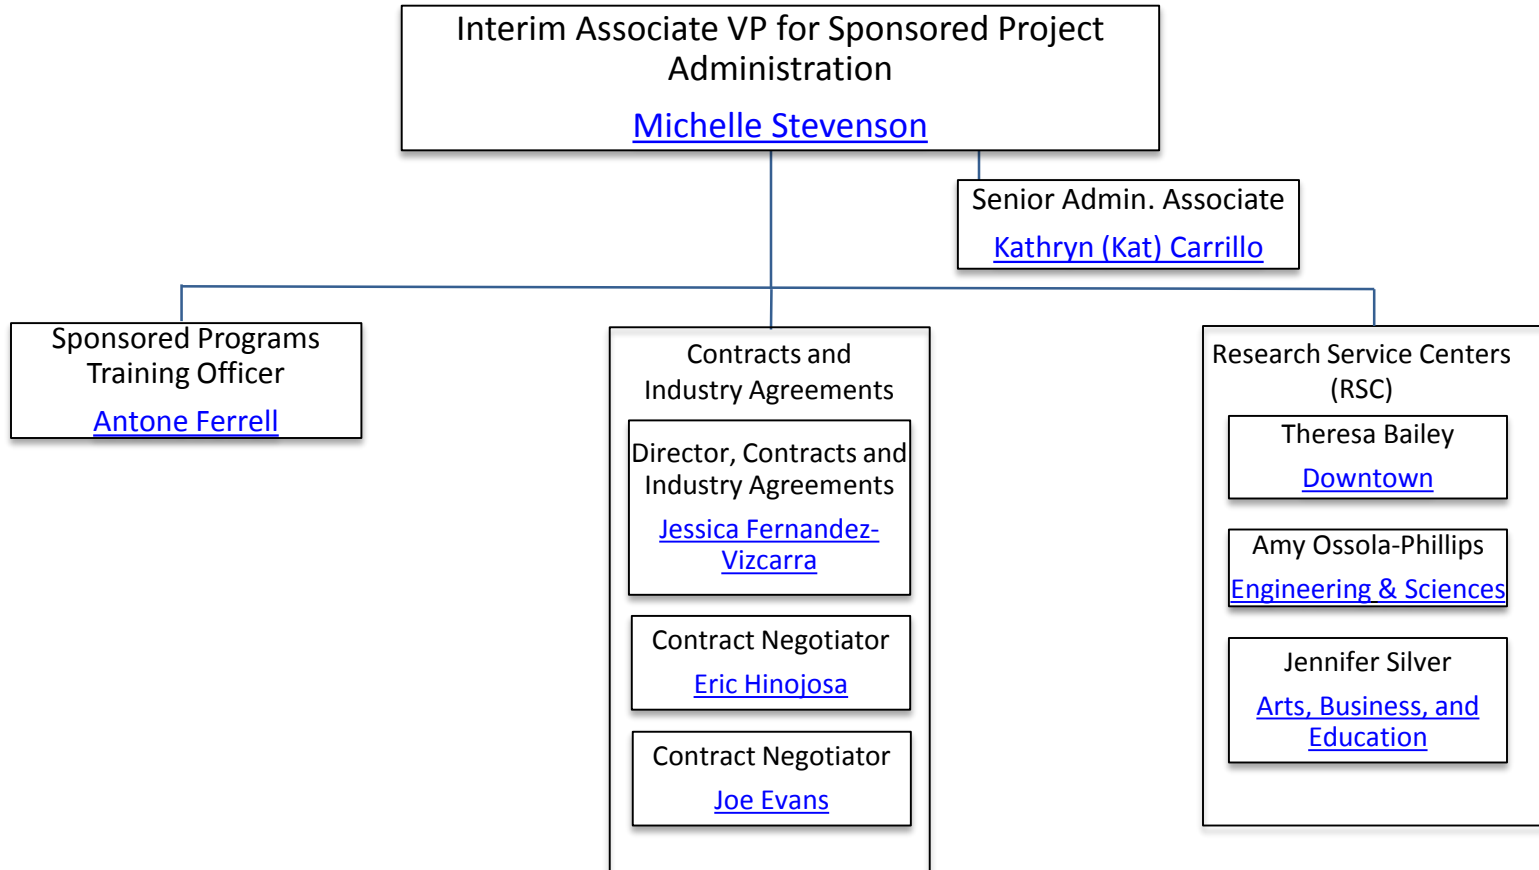 Interim Associate VP for Sponsored Project
Administration
Michelle Stevenson
Senior Admin. Associate
Kathryn (Kat) Carrillo
Sponsored Programs
Training Officer
Antone Ferrell
Contracts and
Industry Agreements
Director, Contracts and
Industry Agreements
Jessica Fernandez-
Vizcarra
Contract Negotiator
Eric Hinojosa
Contract Negotiator
Joe Evans
Research Service Centers
(RSC)
Theresa Bailey
Downtown
Amy Ossola-Phillips
Engineering & Sciences
Jennifer Silver
Arts, Business, and
Education